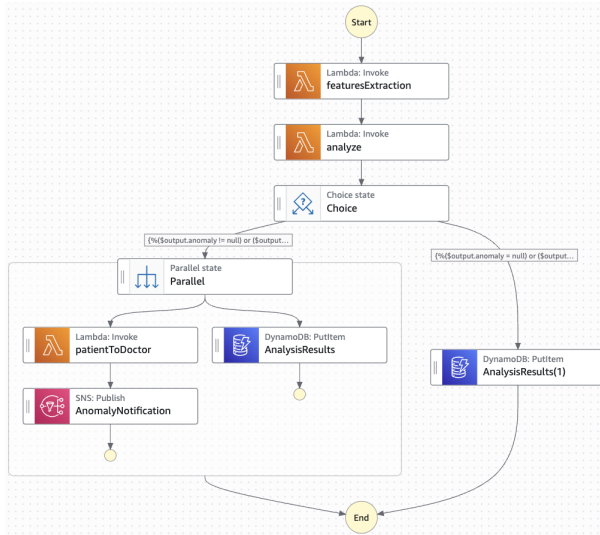 Start
Lambda: Invoke
featuresExtraction
Lambda: Invoke
analyze
Choice state
Choice
{%($output.anomaly != null) or ($output...
{%($output.anomaly = null) or ($output...
Parallel state
Parallel
Lambda: Invoke
patientToDoctor
DynamoDB: PutItem
AnalysisResults
DynamoDB: PutItem
AnalysisResults(1)
SNS: Publish
AnomalyNotification
End